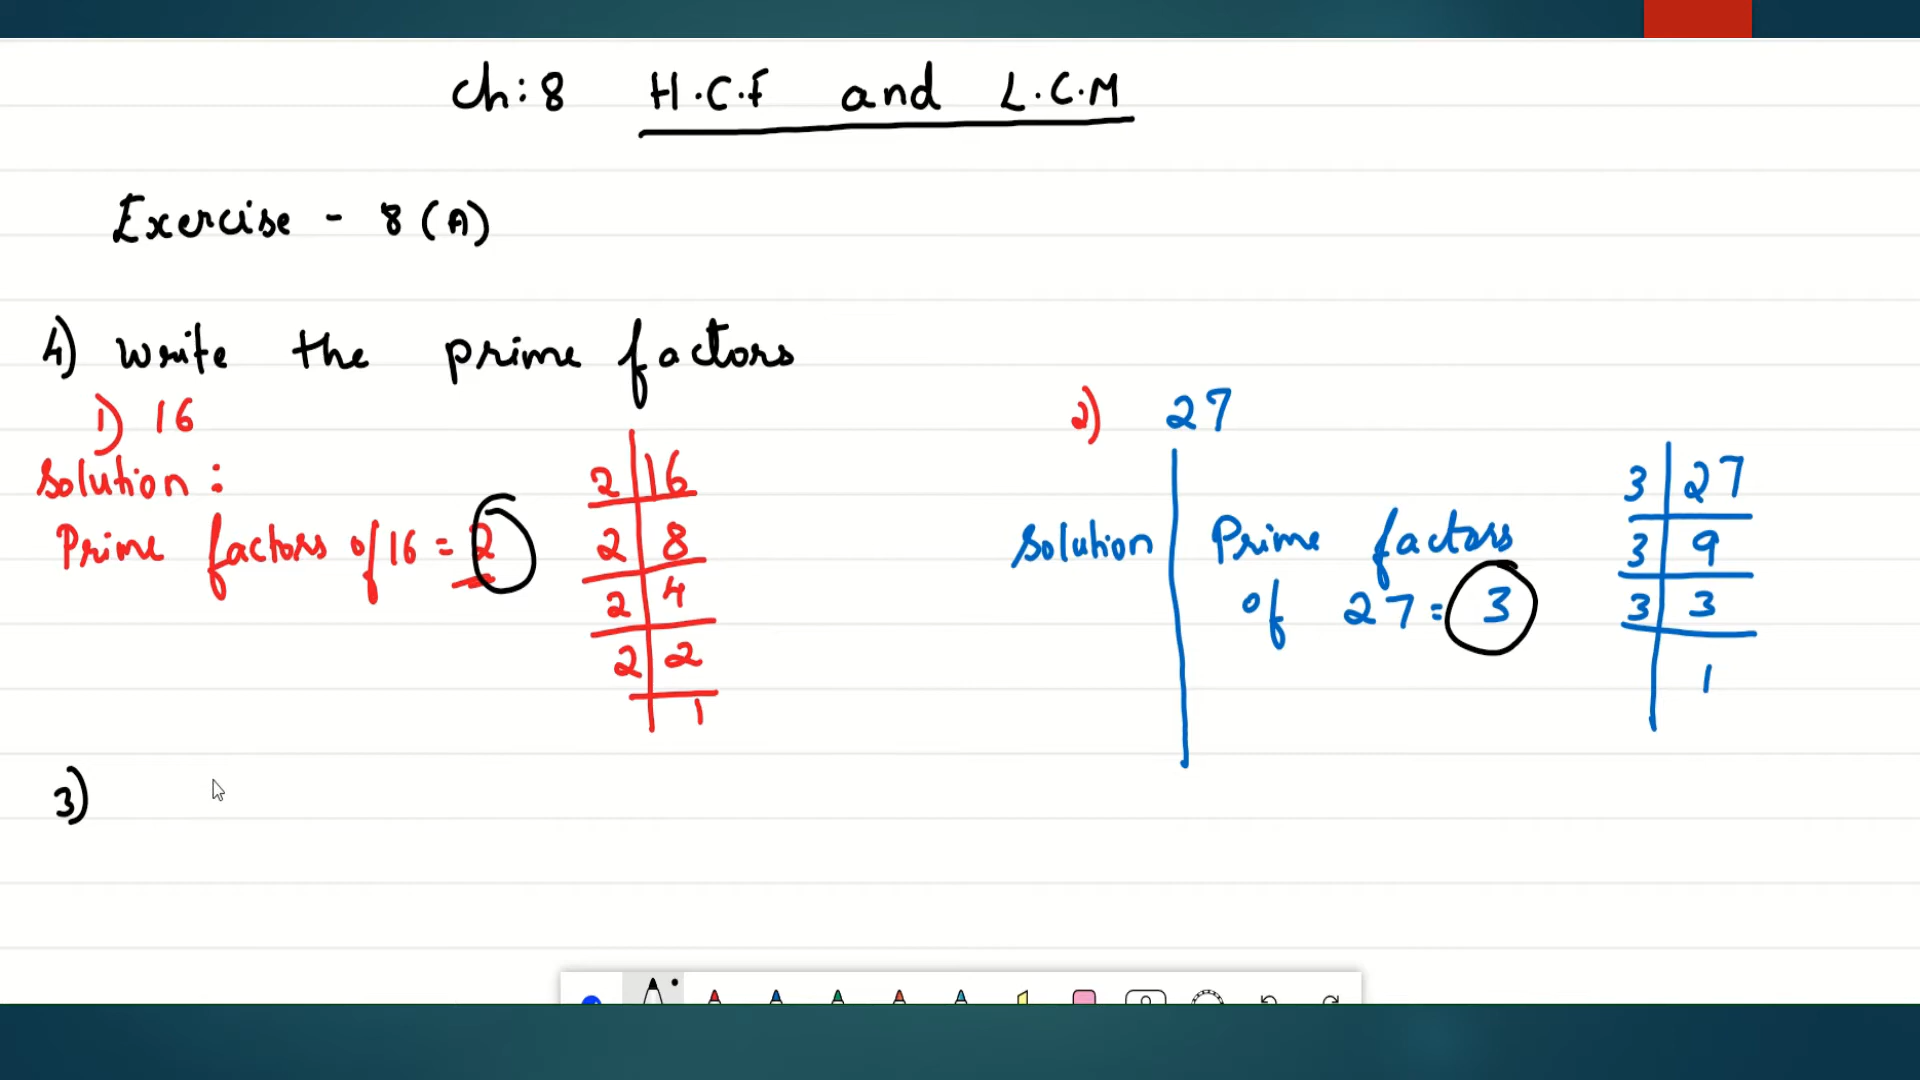 Ch:8 H.C.F and L.C.M
Exercise - 8(A)
4) Write the prime factors
1) 16
Solution:
Prime factors of 16 = 2
2 | 16
2 | 8
2 | 4
2 | 2
1
2) 27
Solution
Prime factors
of 27 = 3
3 | 27
3 | 9
3 | 3
1
3)